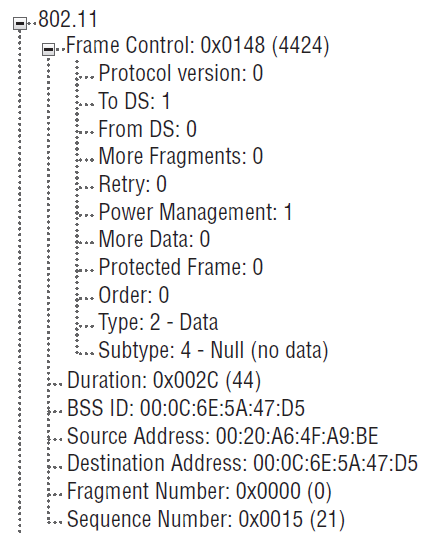 802.11
Frame Control: 0x0148 (4424)
Protocol version: 0
To DS: 1
From DS: 0
More Fragments: 0
Retry: 0
Power Management: 1
More Data: 0
Protected Frame: 0
Order: 0
Type: 2 - Data
Subtype: 4 - Null (no data)
Duration: 0x002C (44)
BSS ID: 00:0C:6E:5A:47:D5
Source Address: 00:20:A6:4F:A9:BE
Destination Address: 00:0C:6E:5A:47:D5
Fragment Number: 0x0000 (0)
Sequence Number: 0x0015 (21)